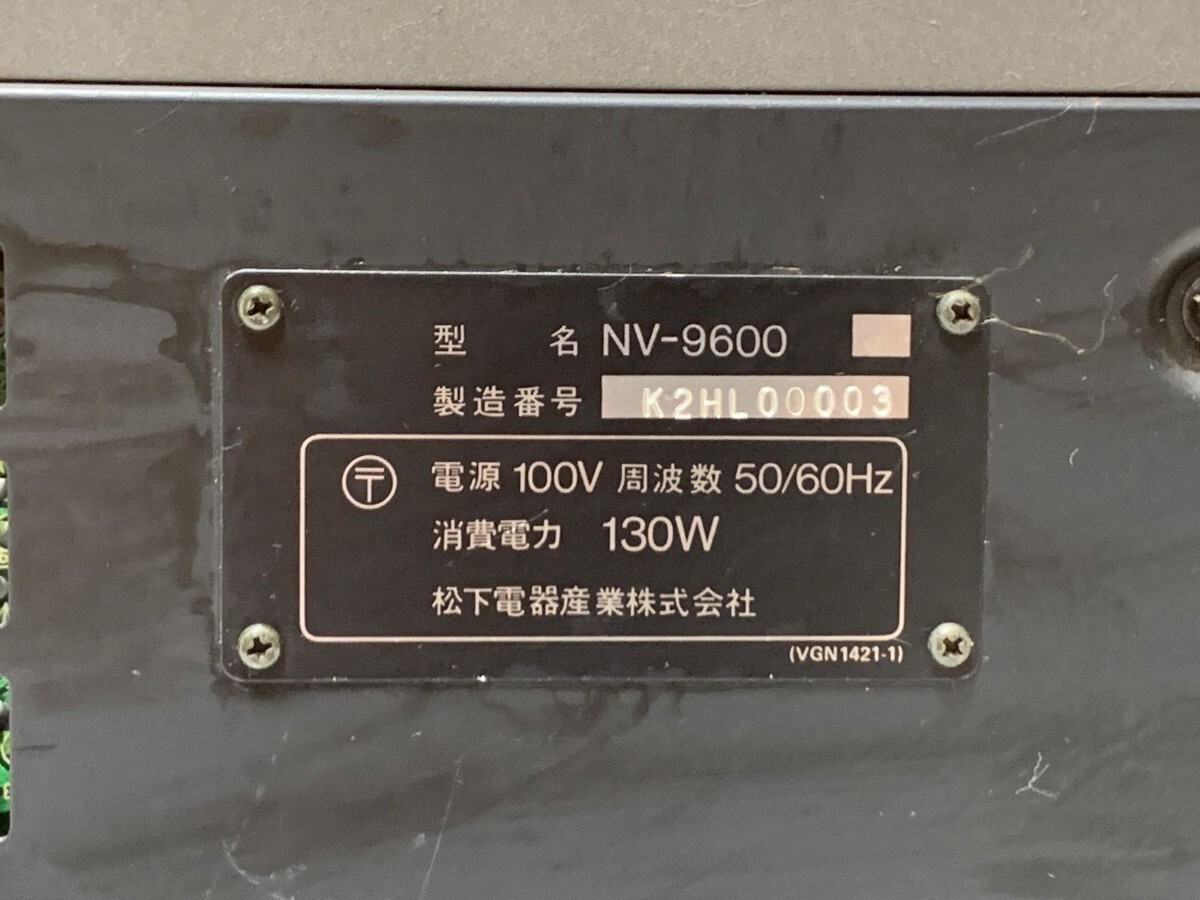 型 名 NV-9600
製造番号 K2HL00003
〒 電源 100V 周波数 50/60Hz
消費電力 130W
松下電器産業株式会社
(VGN1421-1)